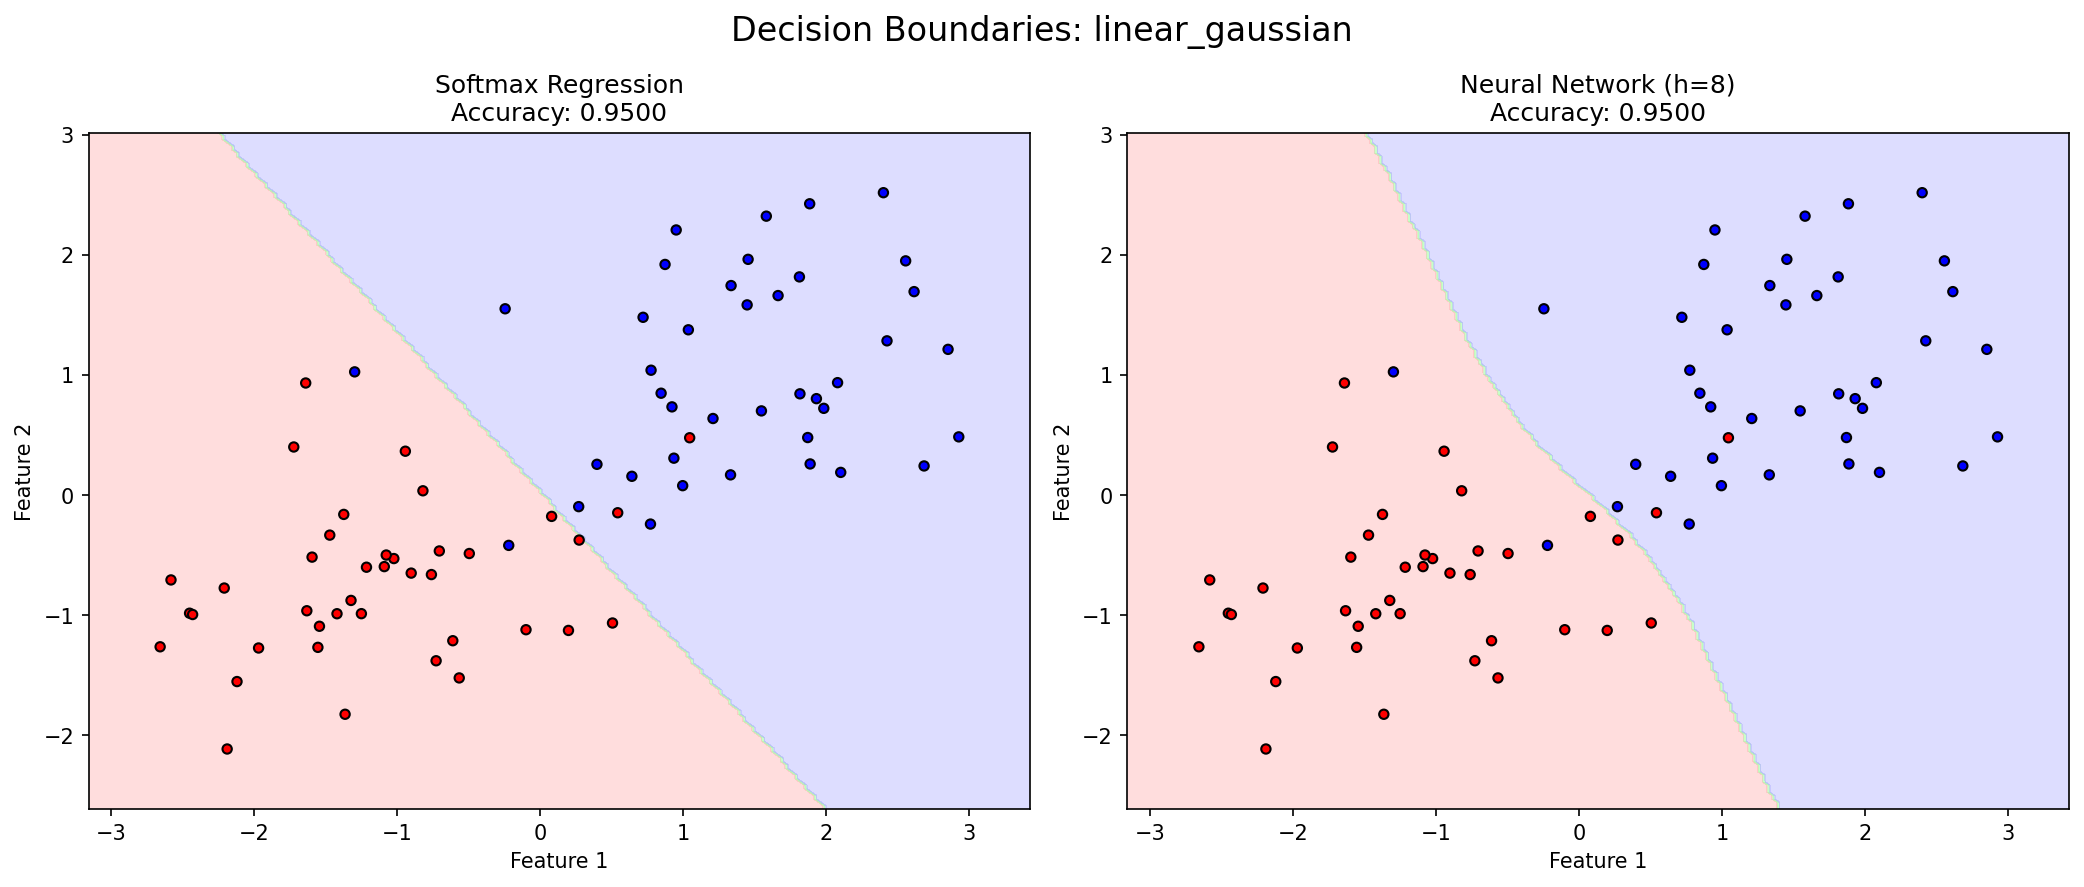 Decision Boundaries: linear_gaussian
Softmax Regression
Accuracy: 0.9500
3
2
1
0
−1
−2
Feature 2
−3
−2
−1
0
1
2
3
Feature 1
Neural Network (h=8)
Accuracy: 0.9500
3
2
1
0
−1
−2
Feature 2
−3
−2
−1
0
1
2
3
Feature 1